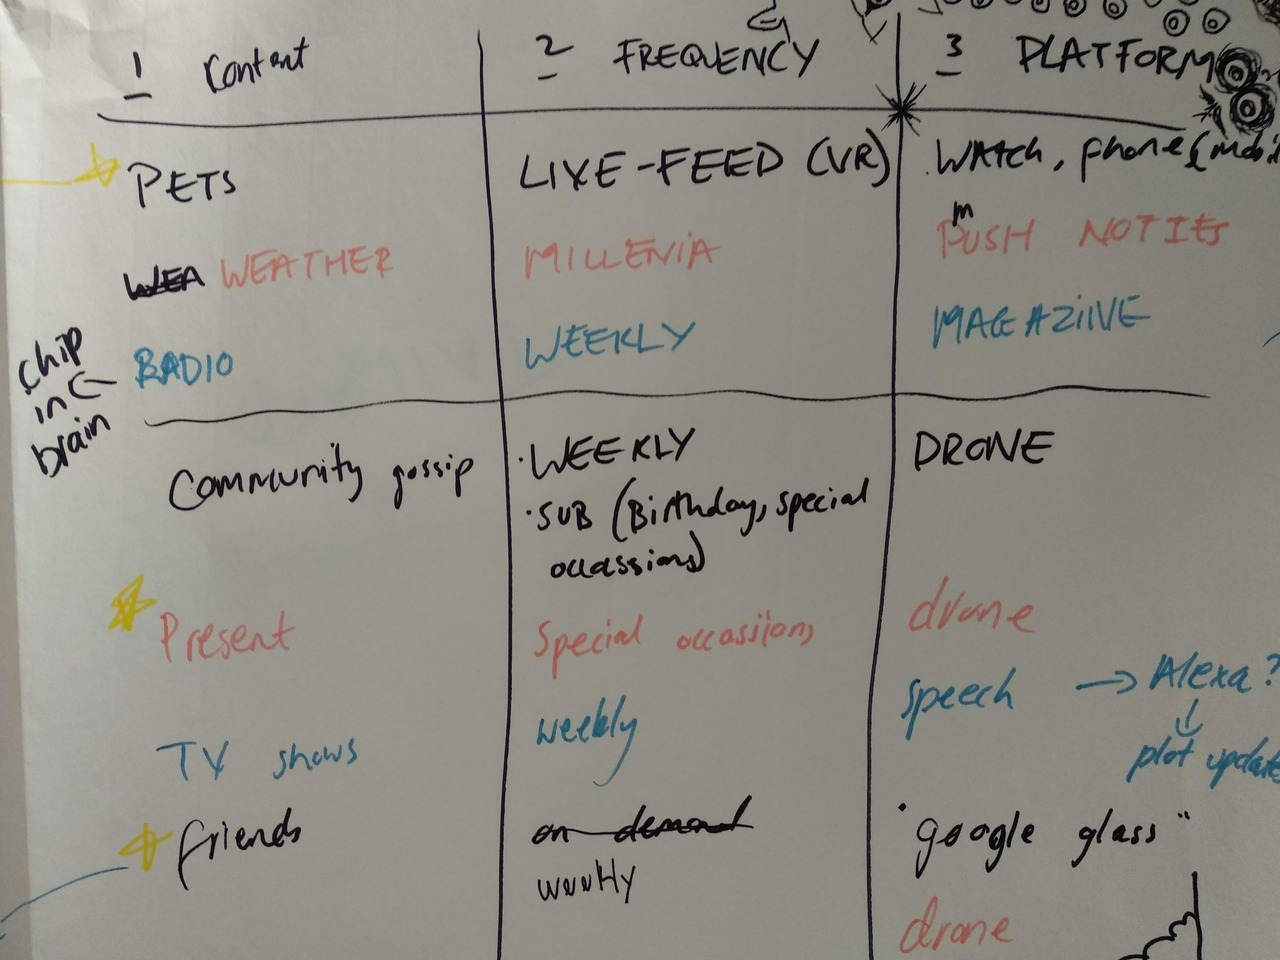 1 Content
2 FREQUENCY
3 PLATFORM
PETS
LIVE-FEED (VR)
WATCH, phone (mobi
WEA WEATHER
MILLENIA
m
PUSH NOTIES
RADIO
WEEKLY
MAGAZINE
chip
in
brain
Community gossip
· WEEKLY
· SUB (Birthday, special
occassions)
DRONE
Present
Special occassions
drone
TV shows
weekly
speech → Alexa?
plot update
friends
on demand
weekly
"google glass"
drone